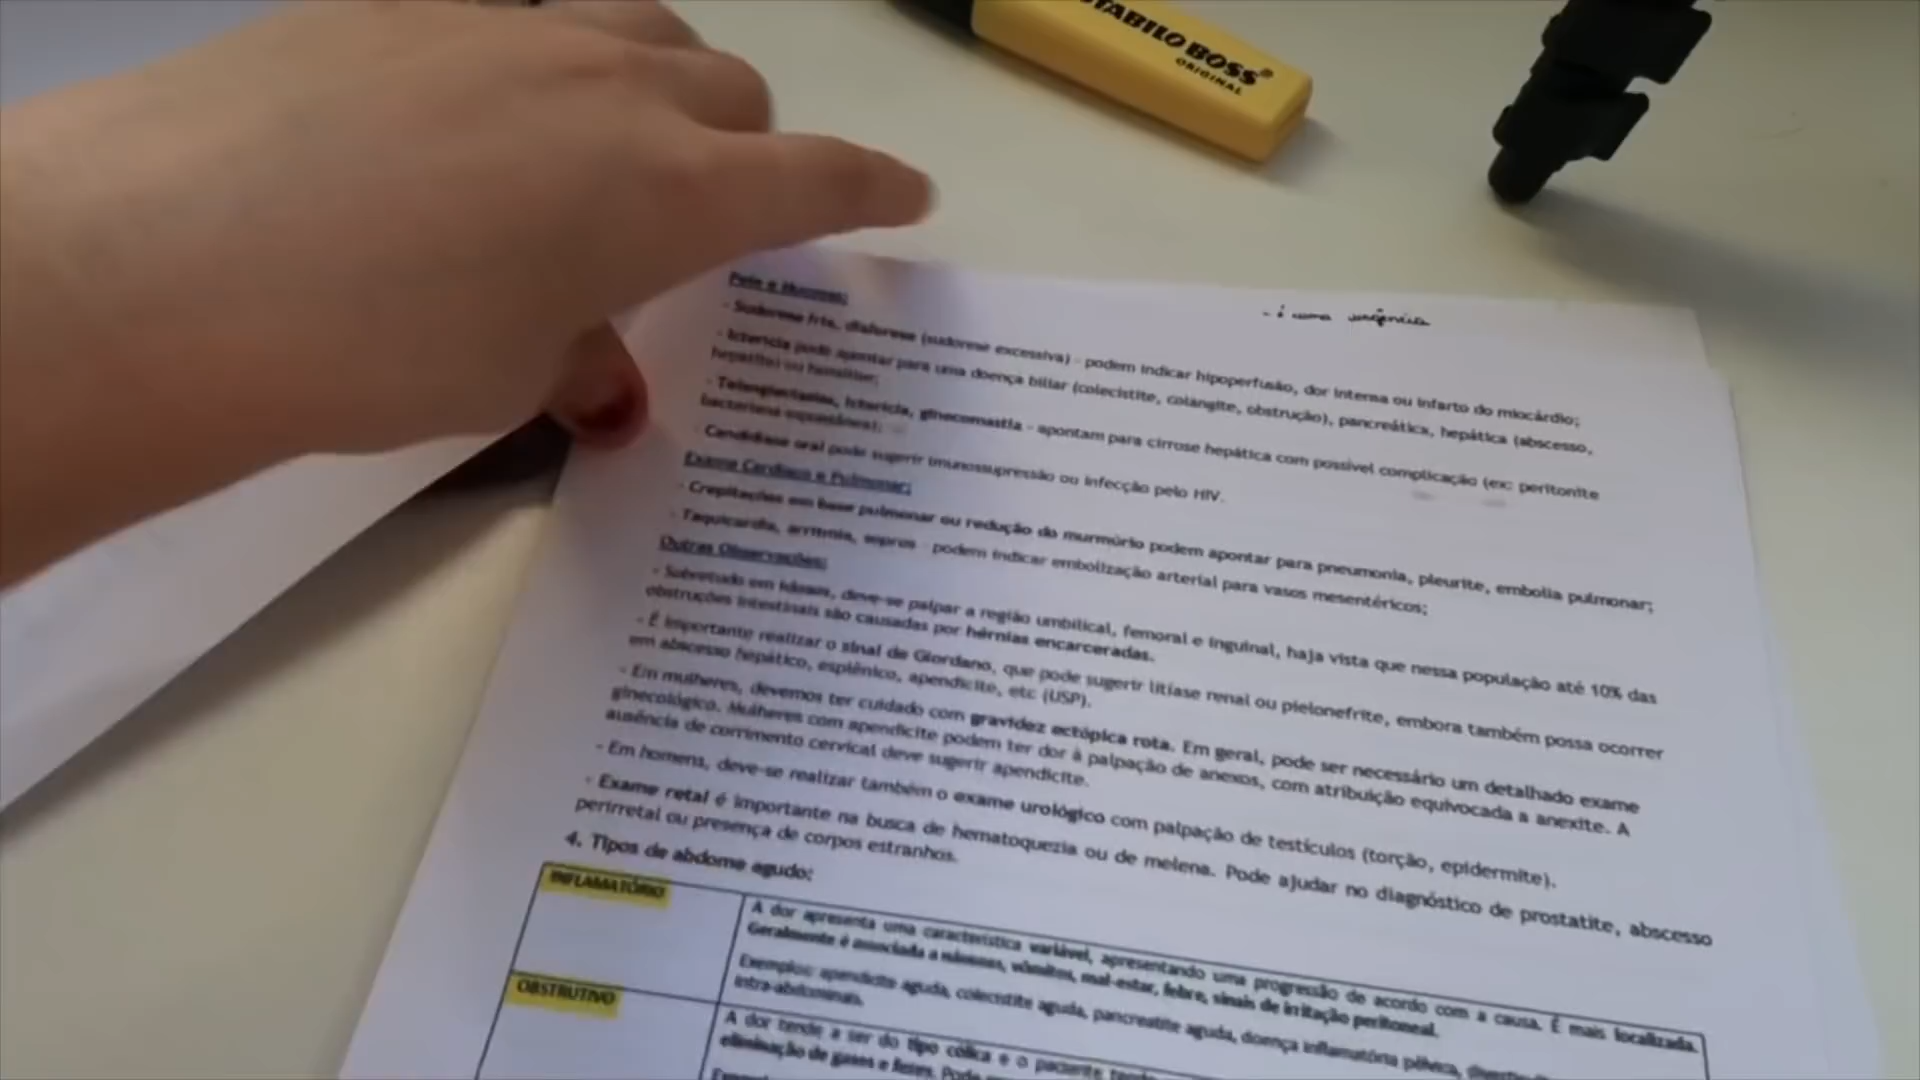 STABILO BOSS®
ORIGINAL
Pele e Mucosas:
- Sudorese fria, diaforese (sudorese excessiva) - podem indicar hipoperfusão, dor intensa ou infarto do miocárdio;
- Icterícia pode apontar para uma doença biliar (colecistite, colangite, obstrução), pancreática, hepática (abscesso,
hepatite) ou hemólise;
- Telangiectasias, icterícia, ginecomastia - apontam para cirrose hepática com possível complicação (ex: peritonite
bacteriana espontânea);
- Candidíase oral pode sugerir imunossupressão ou infecção pelo HIV.
Exame Cardíaco e Pulmonar:
- Crepitações em base pulmonar ou redução do murmúrio podem apontar para pneumonia, pleurite, embolia pulmonar;
- Taquicardia, arritmia, sopros - podem indicar embolização arterial para vasos mesentéricos;
Outras Observações:
- Sobretudo em idosos, deve-se palpar a região umbilical, femoral e inguinal, haja vista que nessa população até 10% das
obstruções intestinais são causadas por hérnias encarceradas.
- É importante realizar o sinal de Giordano, que pode sugerir litíase renal ou pielonefrite, embora também possa ocorrer
em abscesso hepático, esplênico, apendicite, etc (USP).
- Em mulheres, devemos ter cuidado com gravidez ectópica rota. Em geral, pode ser necessário um detalhado exame
ginecológico. Mulheres com apendicite podem ter dor à palpação de anexos, com atribuição equivocada a anexite. A
ausência de corrimento cervical deve sugerir apendicite.
- Em homens, deve-se realizar também o exame urológico com palpação de testículos (torção, epidermite).
- Exame retal é importante na busca de hematoquezia ou de melena. Pode ajudar no diagnóstico de prostatite, abscesso
perirretal ou presença de corpos estranhos.
4. Tipos de abdome agudo:
INFLAMATÓRIO
A dor apresenta uma característica variável, apresentando uma progressão de acordo com a causa. É mais localizada.
Geralmente é associada a náuseas, vômitos, mal-estar, febre, sinais de irritação peritoneal.
Exemplos: apendicite aguda, colecistite aguda, pancreatite aguda, doença inflamatória pélvica,
intra-abdominais.
OBSTRUTIVO
A dor tende a ser do tipo cólica e o paciente
eliminação de gases e fezes. Pode